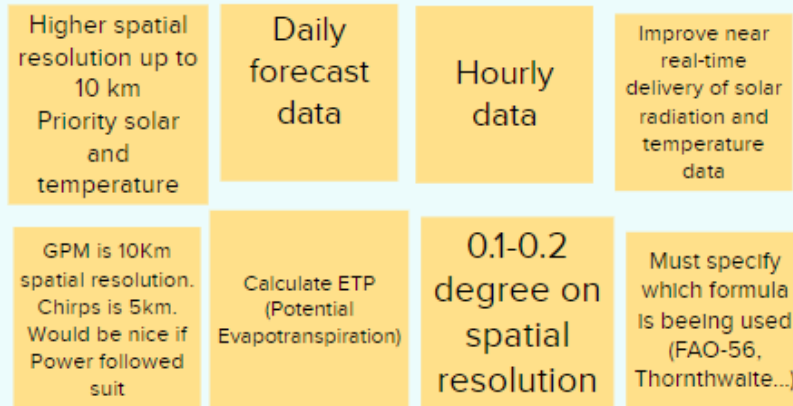 Higher spatial
resolution up to
10 km
Priority solar
and
temperature
Daily
forecast
data
Hourly
data
Improve near
real-time
delivery of solar
radiation and
temperature
data
GPM is 10Km
spatial resolution.
Chirps is 5km.
Would be nice if
Power followed
suit
Calculate ETP
(Potential
Evapotranspiration)
0.1-0.2
degree on
spatial
resolution
Must specify
which formula
is beeing used
(FAO-56,
Thornthwaite...)